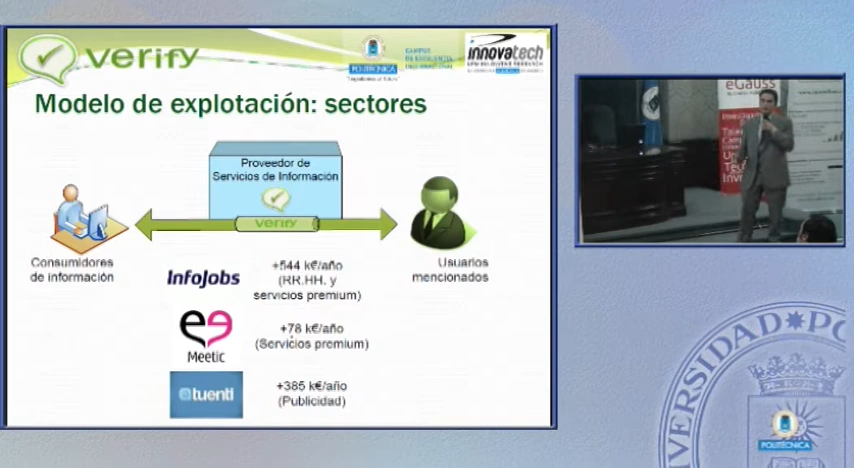 verify
POLITÉCNICA
CAMPUS
DE EXCELENCIA
INTERNACIONAL
innovatech
Modelo de explotación: sectores
Proveedor de
Servicios de Información
verify
Consumidores
de información
Usuarios
mencionados
InfoJobs
+544 k€/año
(RR.HH. y
servicios premium)
Meetic
+78 k€/año
(Servicios premium)
tuenti
+385 k€/año
(Publicidad)
eGauss
VERSIDAD PO
POLITÉCNICA